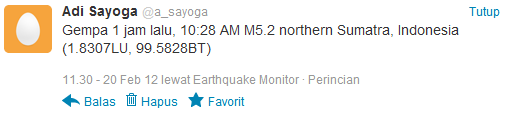 Adi Sayoga @a_sayoga Tutup
Gempa 1 jam lalu, 10:28 AM M5.2 northern Sumatra, Indonesia
(1.8307LU, 99.5828BT)
11.30 - 20 Feb 12 lewat Earthquake Monitor · Perincian
Balas Hapus Favorit